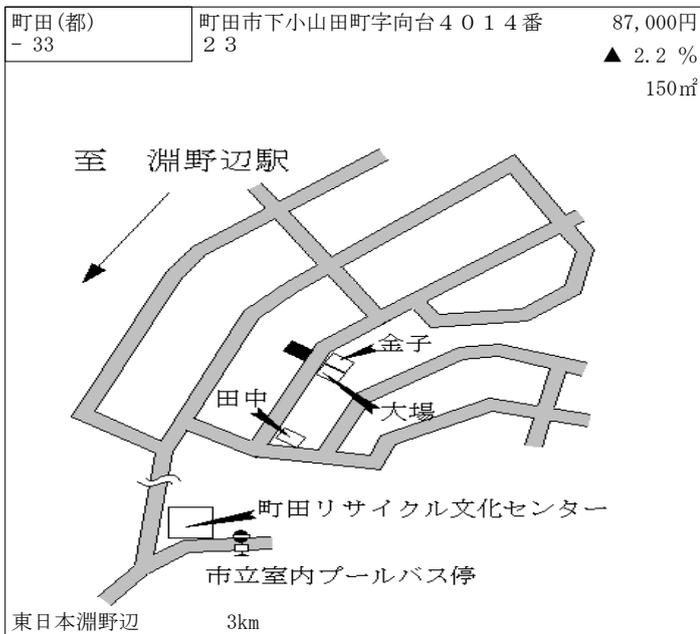 町田(都)
- 33
町田市下小山田町字向台４０１４番
２３
87,000円
▲ 2.2 %
150㎡
至　淵野辺駅
金子
田中
大場
町田リサイクル文化センター
市立室内プールバス停
東日本淵野辺　3km